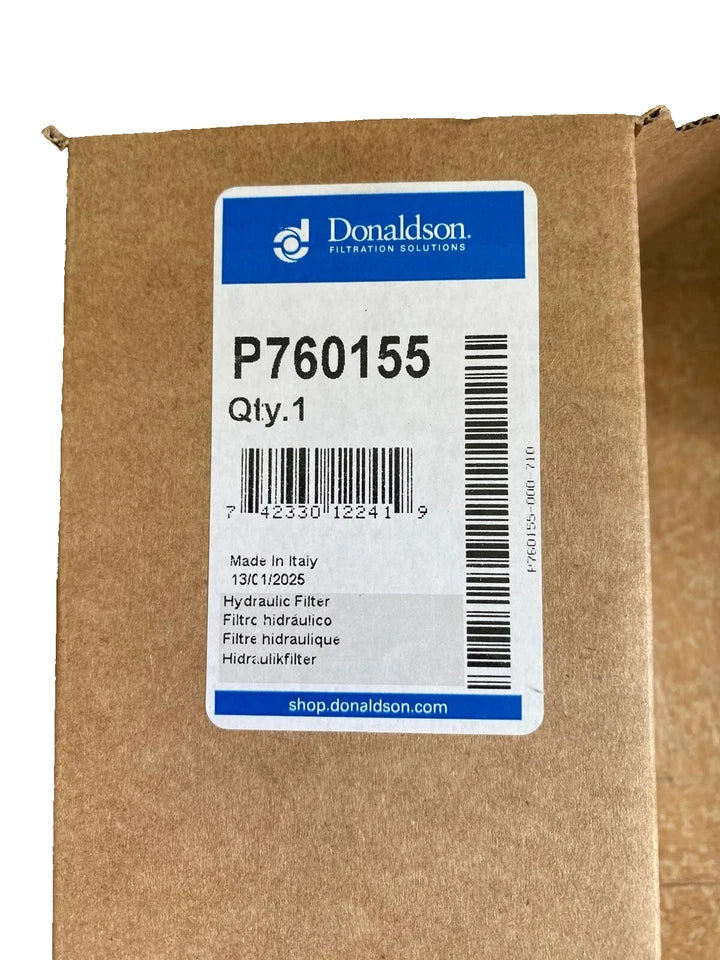 Donaldson.
FILTRATION SOLUTIONS
P760155
Qty.1
7 42330 12241 9
P760155-000-710
Made In Italy
13/01/2025
Hydraulic Filter
Filtro hidráulico
Filtre hidraulique
Hidraulikfilter
shop.donaldson.com